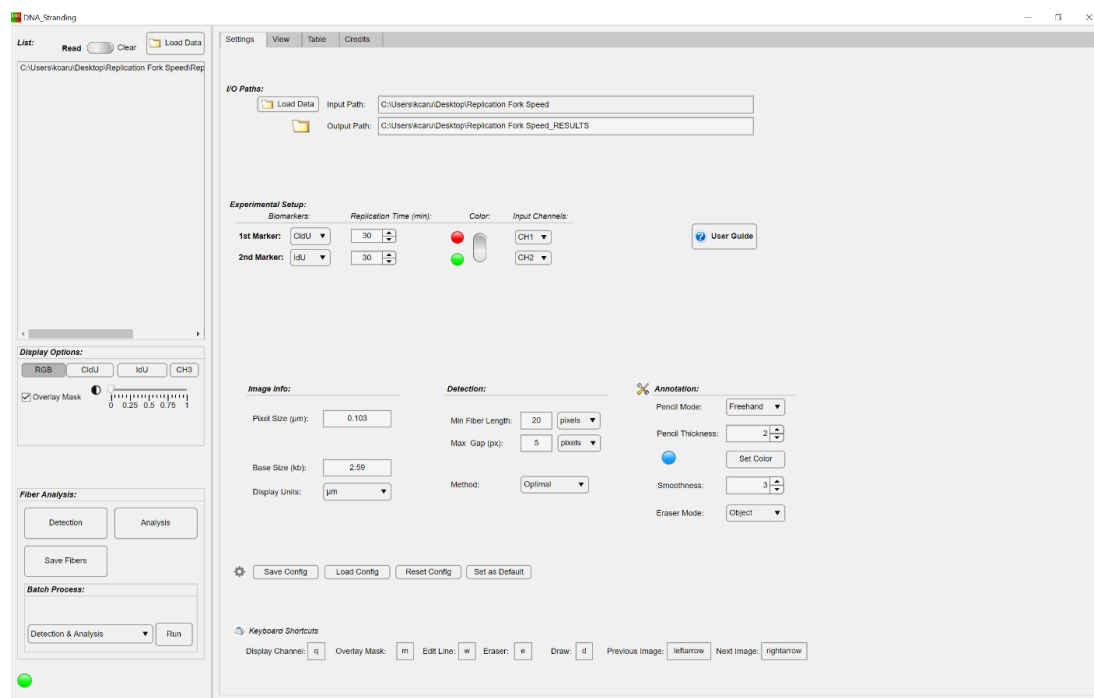 DNA_Stranding
List: Read Clear Load Data
C:\Users\kcaru\Desktop\Replication Fork Speed\Rep
Display Options:
RGB CldU IdU CH3
Overlay Mask
0 0.25 0.5 0.75 1
Fiber Analysis:
Detection Analysis
Save Fibers
Batch Process:
Detection & Analysis Run
Settings View Table Credits
I/O Paths:
Load Data Input Path: C:\Users\kcaru\Desktop\Replication Fork Speed
Output Path: C:\Users\kcaru\Desktop\Replication Fork Speed_RESULTS
Experimental Setup:
Biomarkers: Replication Time (min): Color: Input Channels:
1st Marker: CldU 30 CH1
2nd Marker: IdU 30 CH2
User Guide
Image Info:
Pixel Size (µm): 0.103
Base Size (kb): 2.59
Display Units: µm
Detection:
Min Fiber Length: 20 pixels
Max Gap (px): 5 pixels
Method: Optimal
Annotation:
Pencil Mode: Freehand
Pencil Thickness: 2
Set Color
Smoothness: 3
Eraser Mode: Object
Save Config Load Config Reset Config Set as Default
Keyboard Shortcuts
Display Channel: q Overlay Mask: m Edit Line: w Eraser: e Draw: d Previous Image: leftarrow Next Image: rightarrow